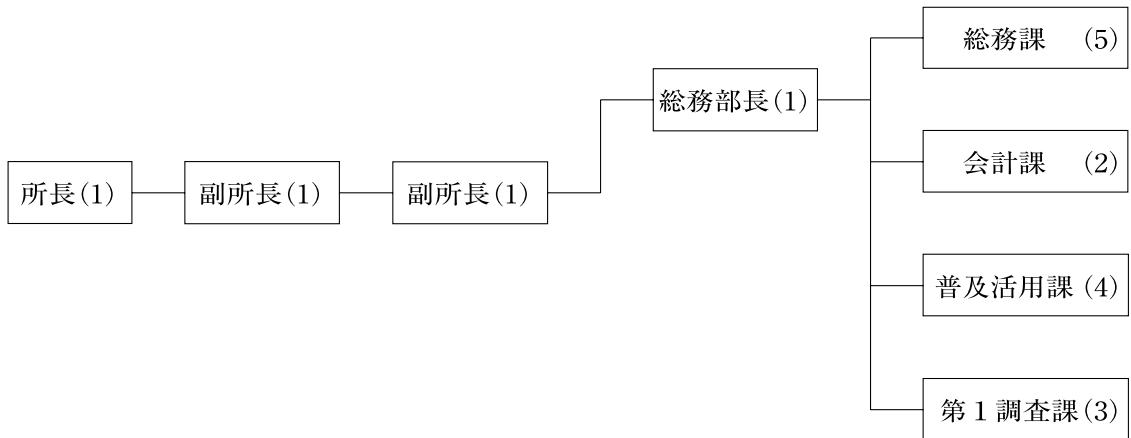 所長(1)
副所長(1)
副所長(1)
総務部長(1)
総務課 (5)
会計課 (2)
普及活用課 (4)
第1調査課(3)